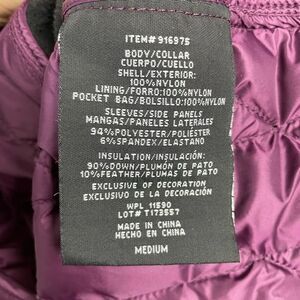 ITEM# 916975
BODY/COLLAR
CUERPO/CUELLO
SHELL/EXTERIOR:
100%NYLON
LINING/FORRO:100%NYLON
POCKET BAG/BOLSILLO:100%NYLON
SLEEVES/SIDE PANELS
MANGAS/PANELES LATERALES
94%POLYESTER/POLIÉSTER
6%SPANDEX/ELASTANO
INSULATION/INSULACIÓN:
90%DOWN/PLUMÓN DE PATO
10%FEATHER/PLUMAS DE PATO
EXCLUSIVE OF DECORATION
EXCLUSIVO DE LA DECORACIÓN
WPL 11590
LOT# T173557
MADE IN CHINA
HECHO EN CHINA
MEDIUM